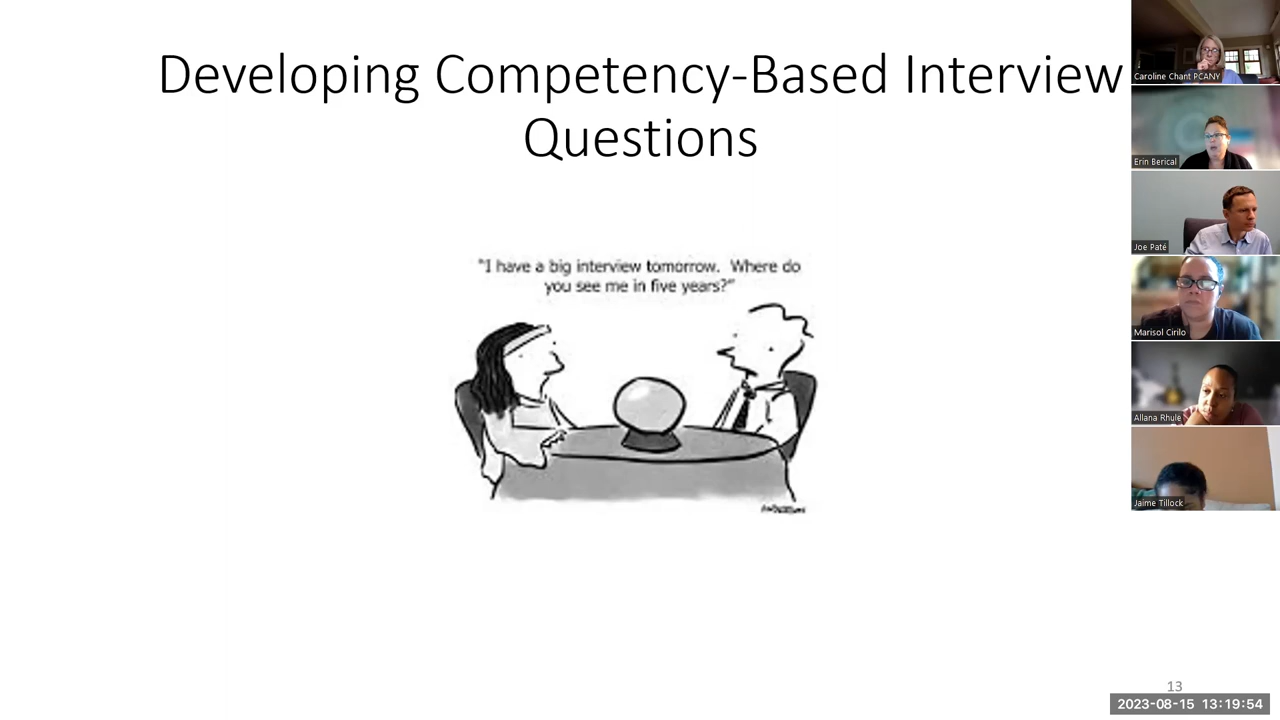 Developing Competency-Based Interview
Questions
"I have a big interview tomorrow. Where do
you see me in five years?"
Caroline Chant PCANY
Erin Berical
Joe Paté
Marisol Cirilo
Allana Rhule
Jaime Tillock
13
2023-08-15 13:19:54